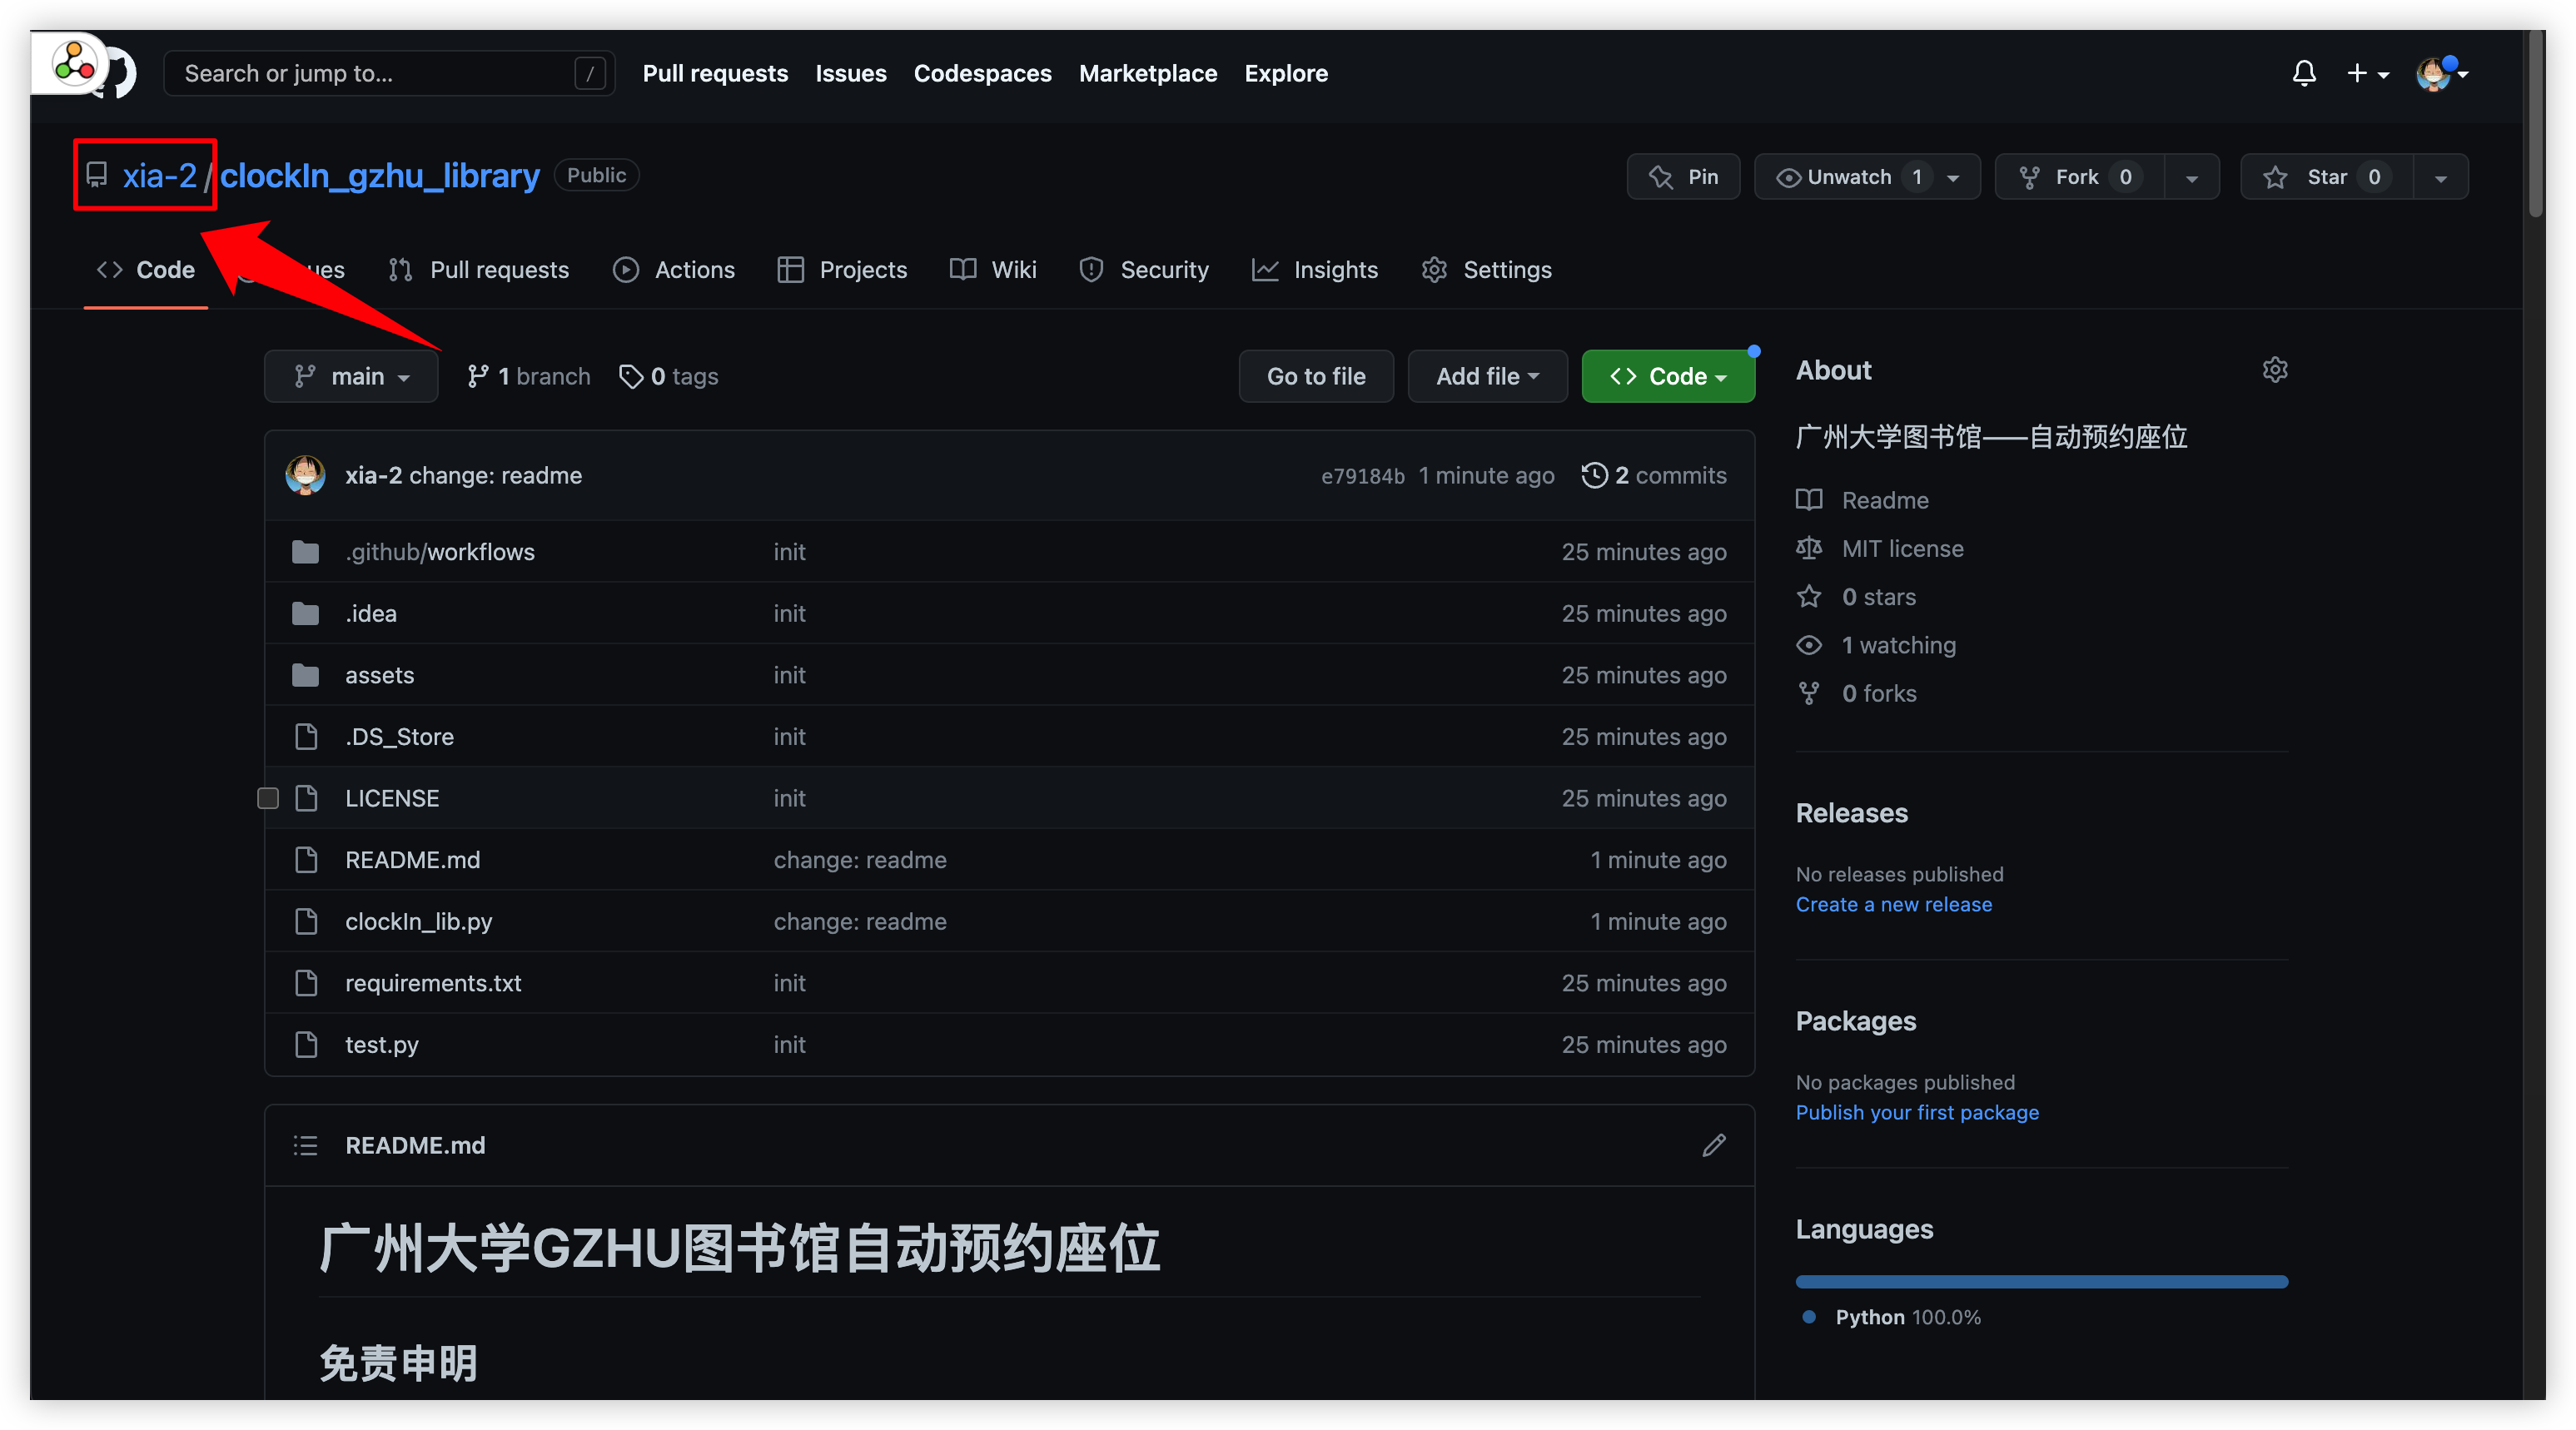 Search or jump to... / Pull requests Issues Codespaces Marketplace Explore
xia-2 / clockIn_gzhu_library Public Pin Unwatch 1 Fork 0 Star 0
Code Pull requests Actions Projects Wiki Security Insights Settings
main 1 branch 0 tags Go to file Add file Code
xia-2 change: readme e79184b 1 minute ago 2 commits
.github/workflows init 25 minutes ago
.idea init 25 minutes ago
assets init 25 minutes ago
.DS_Store init 25 minutes ago
LICENSE init 25 minutes ago
README.md change: readme 1 minute ago
clockIn_lib.py change: readme 1 minute ago
requirements.txt init 25 minutes ago
test.py init 25 minutes ago
README.md
广州大学GZHU图书馆自动预约座位
免责申明
About
广州大学图书馆——自动预约座位
Readme
MIT license
0 stars
1 watching
0 forks
Releases
No releases published
Create a new release
Packages
No packages published
Publish your first package
Languages
Python 100.0%